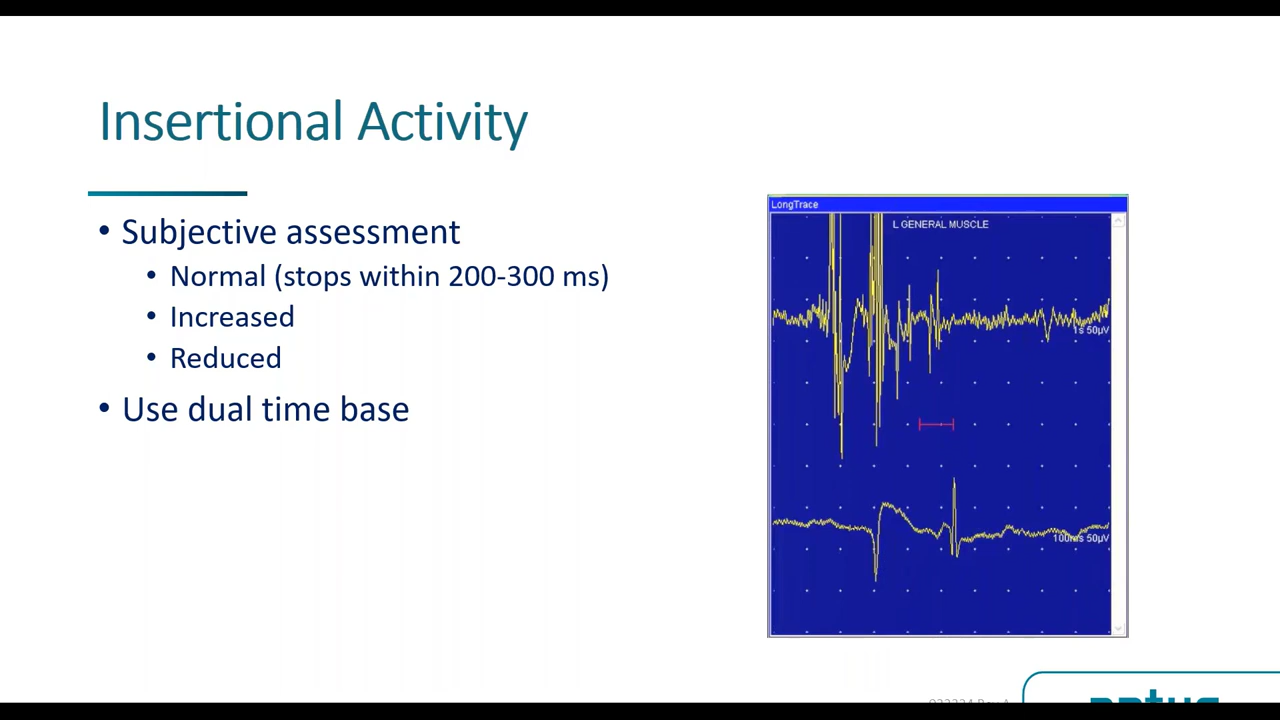 Insertional Activity
• Subjective assessment
• Normal (stops within 200-300 ms)
• Increased
• Reduced
• Use dual time base
LongTrace
L GENERAL MUSCLE
1s 50µV
100ms 50µV